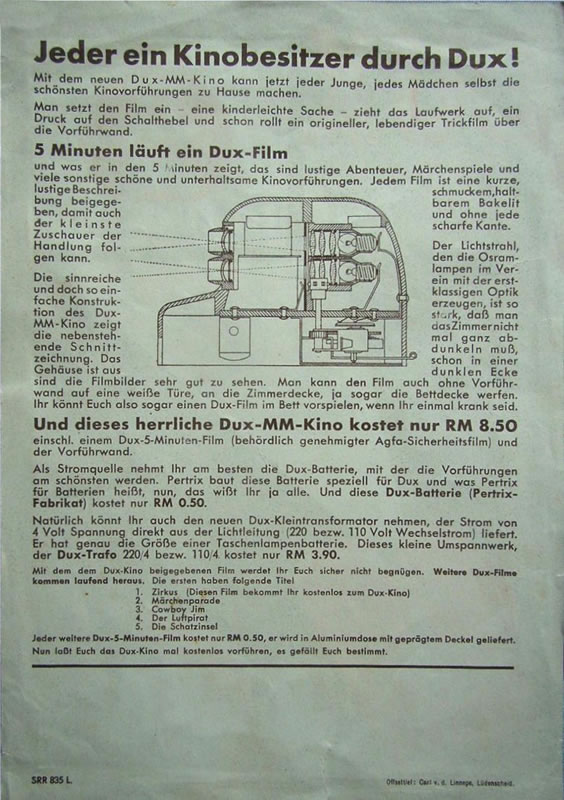 Jeder ein Kinobesitzer durch Dux!
Mit dem neuen Dux-MM-Kino kann jetzt jeder Junge, jedes Mädchen selbst die
schönsten Kinovorführungen zu Hause machen.
Man setzt den Film ein - eine kinderleichte Sache - zieht das Laufwerk auf, ein
Druck auf den Schalthebel und schon rollt ein origineller, lebendiger Trickfilm über
die Vorführwand.
5 Minuten läuft ein Dux-Film
und was er in den 5 Minuten zeigt, das sind lustige Abenteuer, Märchenspiele und
viele sonstige schöne und unterhaltsame Kinovorführungen. Jedem Film ist eine kurze,
lustige Beschrei-
bung beigege-
ben, damit auch
der kleinste
Zuschauer der
Handlung fol-
gen kann.
Die sinnreiche
und doch so ein-
fache Konstruk-
tion des Dux-
MM-Kino zeigt
die nebenste-
hende Schnitt-
zeichnung. Das
Gehäuse ist aus
schmuckem, halt-
barem Bakelit
und ohne jede
scharfe Kante.
Der Lichtstrahl,
den die Osram-
lampen im Ver-
ein mit der erst-
klassigen Optik
erzeugen, ist so
stark, daß man
das Zimmer nicht
mal ganz ab-
dunkeln muß,
schon in einer
dunklen Ecke
sind die Filmbilder sehr gut zu sehen. Man kann den Film auch ohne Vorführ-
wand auf eine weiße Türe, an die Zimmerdecke, ja sogar die Bettdecke werfen.
Ihr könnt Euch also sogar einen Dux-Film im Bett vorspielen, wenn Ihr einmal krank seid.
Und dieses herrliche Dux-MM-Kino kostet nur RM 8.50
einschl. einem Dux-5-Minuten-Film (behördlich genehmigter Agfa-Sicherheitsfilm) und
der Vorführwand.
Als Stromquelle nehmt Ihr am besten die Dux-Batterie, mit der die Vorführungen
am schönsten werden. Pertrix baut diese Batterie speziell für Dux und was Pertrix
für Batterien heißt, nun, das wißt Ihr ja alle. Und diese Dux-Batterie (Pertrix-
Fabrikat) kostet nur RM 0.50.
Natürlich könnt Ihr auch den neuen Dux-Kleintransformator nehmen, der Strom von
4 Volt Spannung direkt aus der Lichtleitung (220 bezw. 110 Volt Wechselstrom) liefert.
Er hat genau die Größe einer Taschenlampenbatterie. Dieses kleine Umspannwerk,
der Dux-Trafo 220/4 bezw. 110/4 kostet nur RM 3.90.
Mit dem dem Dux-Kino beigegebenen Film werdet Ihr Euch sicher nicht begnügen. Weitere Dux-Filme
kommen laufend heraus. Die ersten haben folgende Titel
1. Zirkus (Diesen Film bekommt Ihr kostenlos zum Dux-Kino)
2. Märchenparade
3. Cowboy Jim
4. Der Luftpirat
5. Die Schatzinsel
Jeder weitere Dux-5-Minuten-Film kostet nur RM 0.50, er wird in Aluminiumdose mit geprägtem Deckel geliefert.
Nun laßt Euch das Dux-Kino mal kostenlos vorführen, es gefällt Euch bestimmt.
SRR 835 L.
Offsettief: Carl v. d. Linnepe, Lüdenscheid.